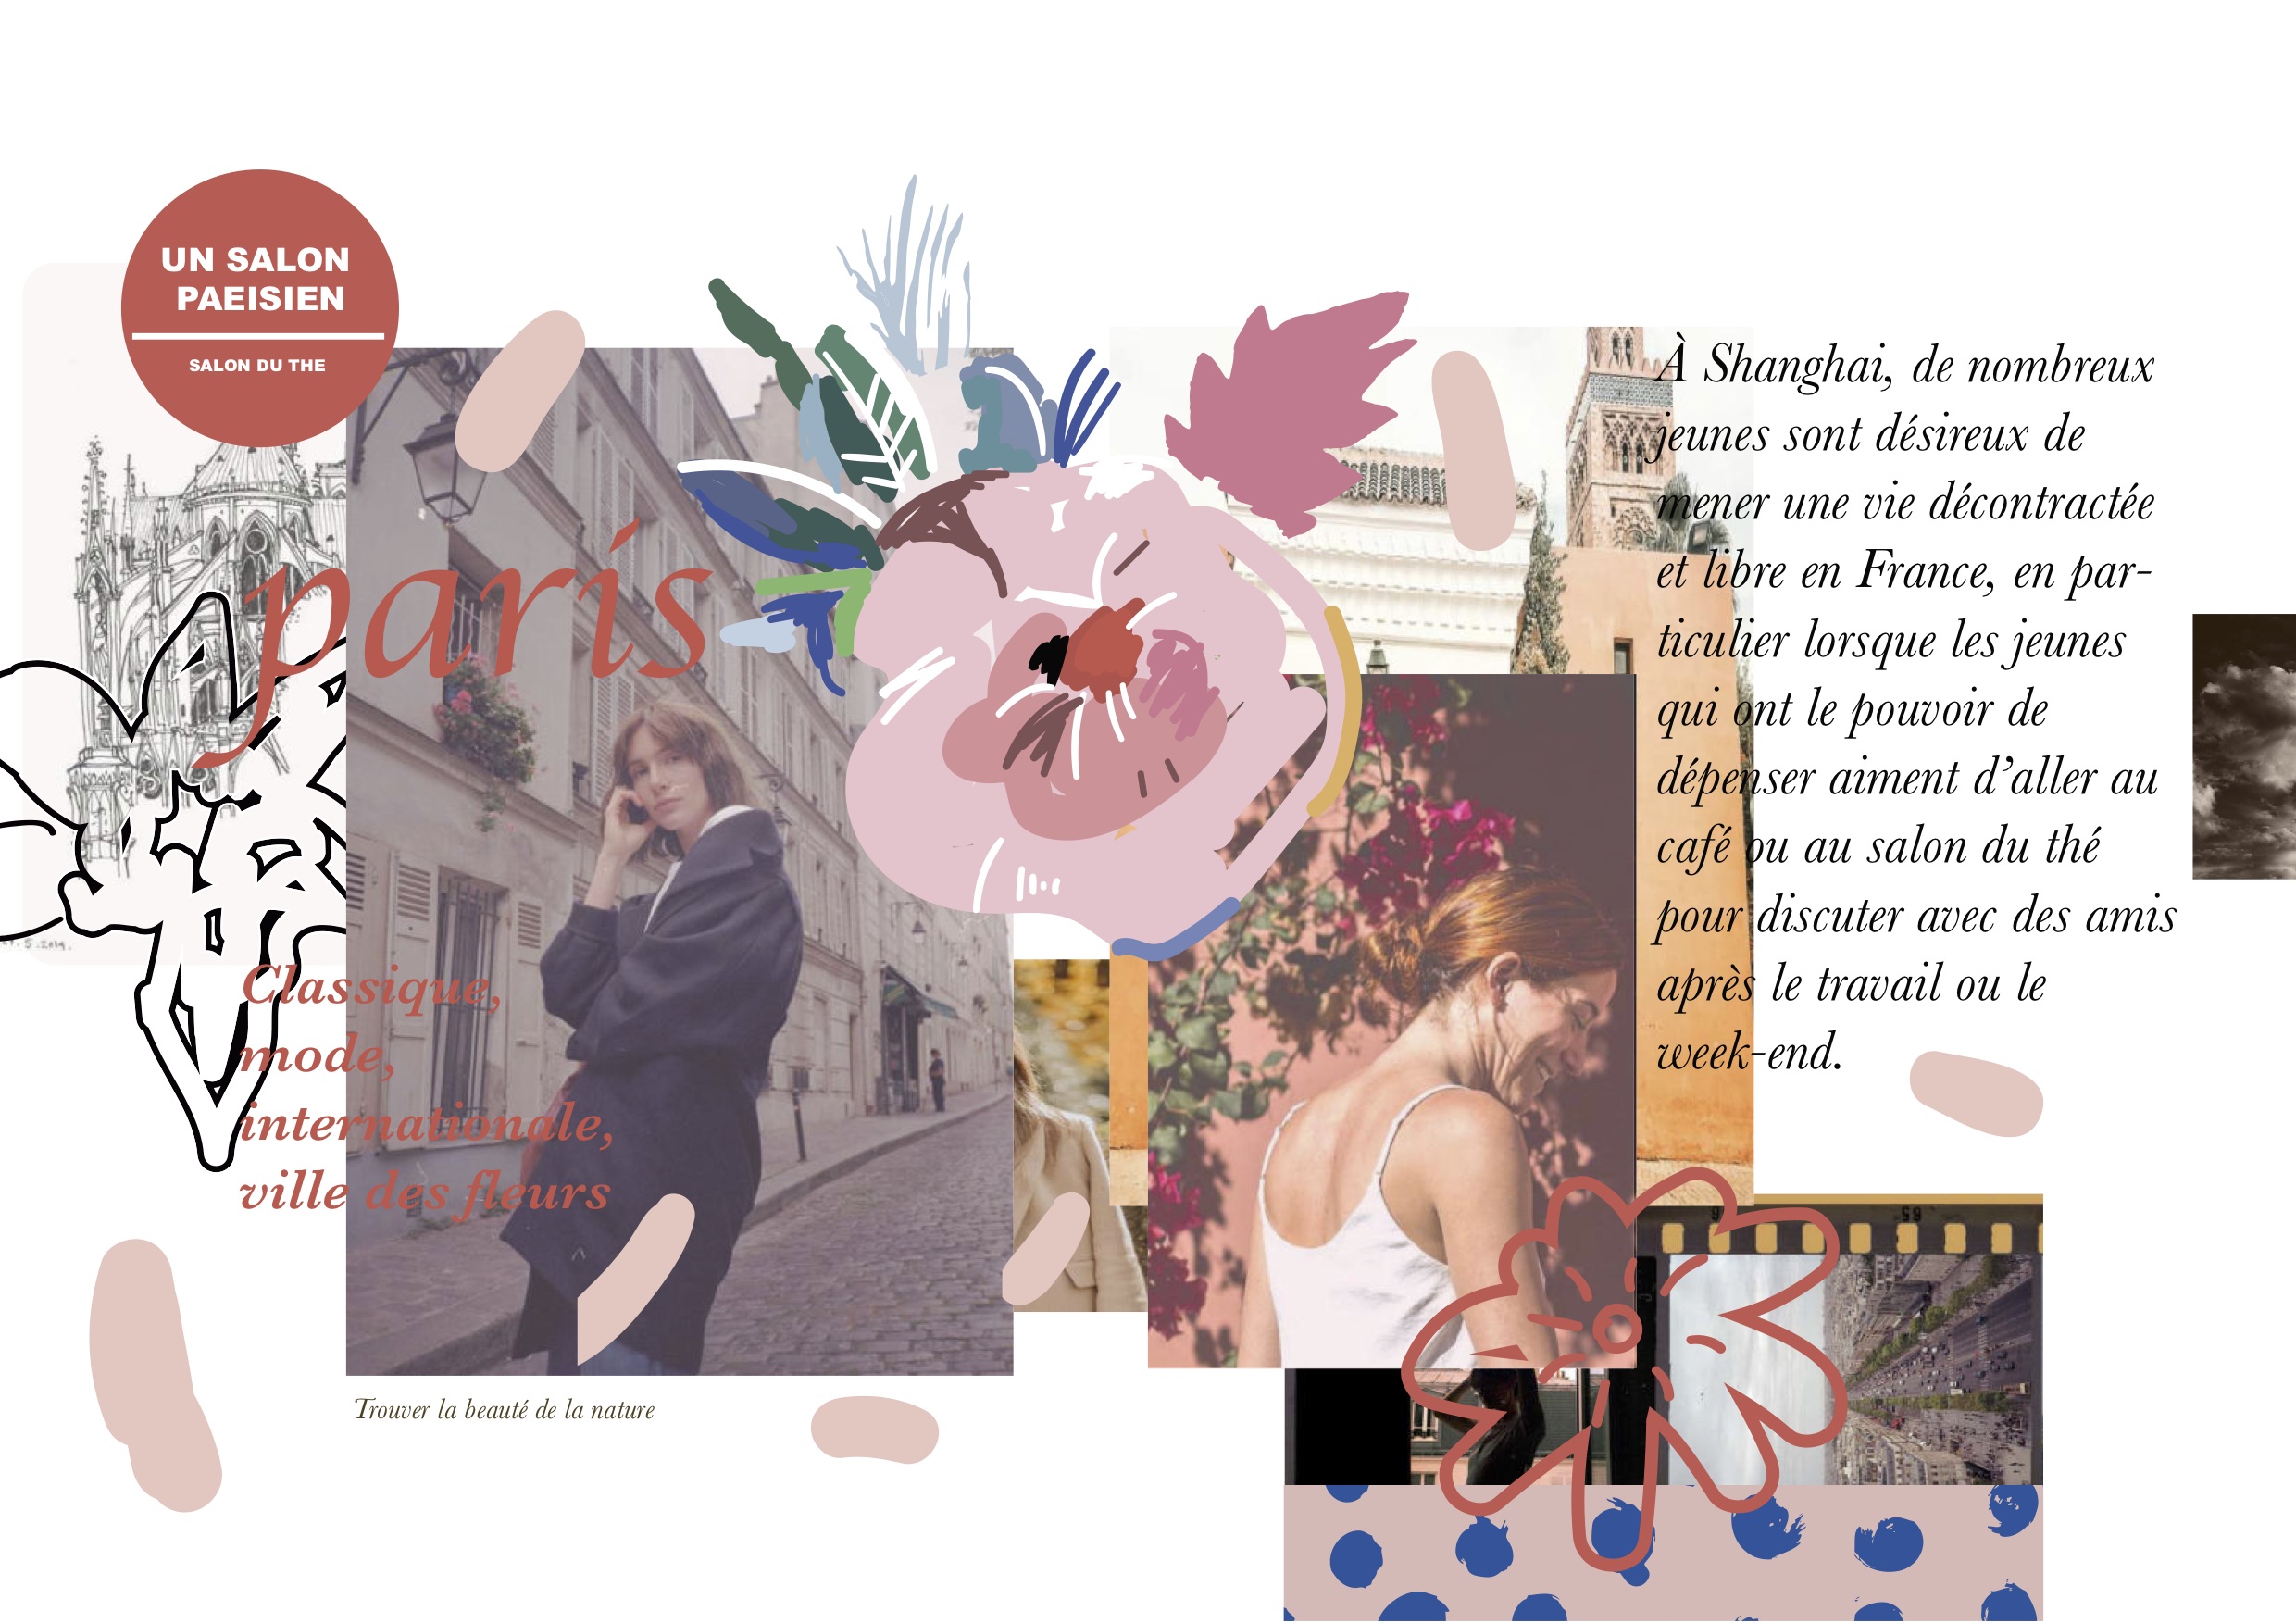 UN SALON
PAEISIEN
SALON DU THE
paris
Classique,
mode,
internationale,
ville des fleurs
Trouver la beauté de la nature
À Shanghai, de nombreux
jeunes sont désireux de
mener une vie décontractée
et libre en France, en par-
ticulier lorsque les jeunes
qui ont le pouvoir de
dépenser aiment d’aller au
café ou au salon du thé
pour discuter avec des amis
après le travail ou le
week-end.